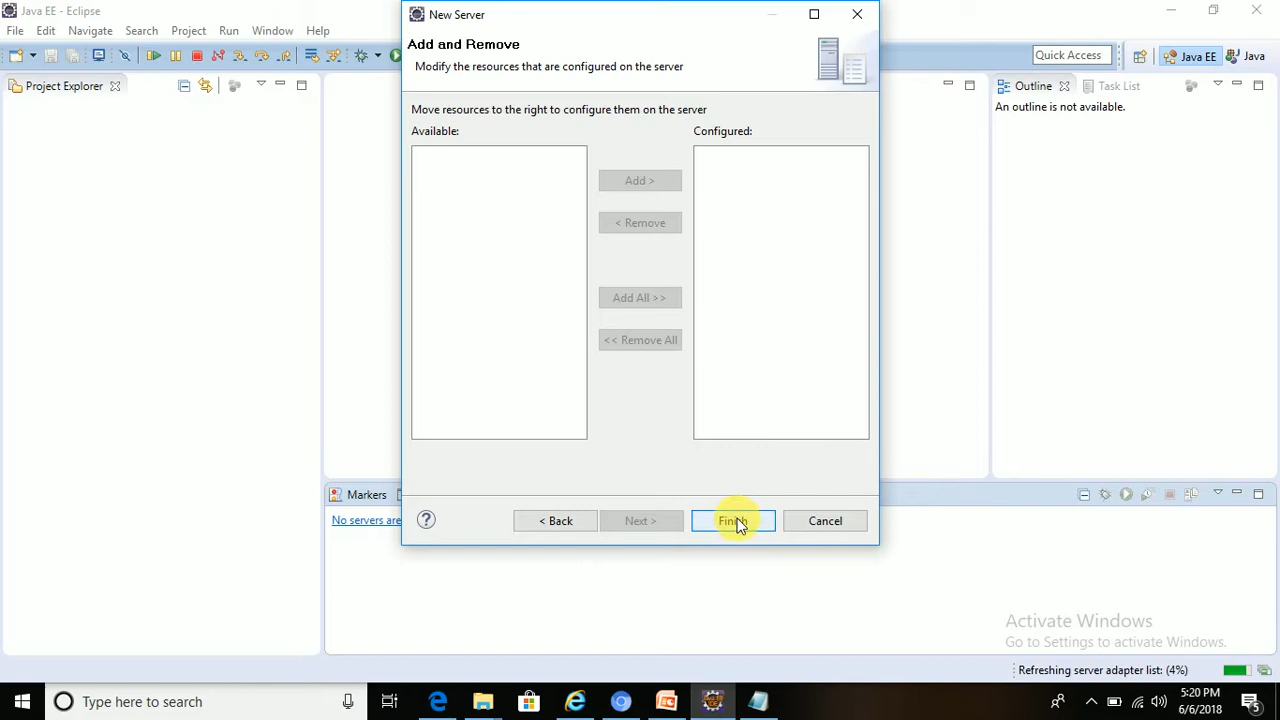 Java EE - Eclipse
New Server
File Edit Navigate Search Project Run Window Help
Add and Remove
Modify the resources that are configured on the server
Quick Access
Java EE
Java
Project Explorer
Outline
Task List
An outline is not available.
Move resources to the right to configure them on the server
Available:
Configured:
Add >
< Remove
Add All >>
<< Remove All
Markers
No servers are
< Back
Next >
Finish
Cancel
Activate Windows
Go to Settings to activate Windows.
Refreshing server adapter list: (4%)
Type here to search
5:20 PM
6/6/2018
5